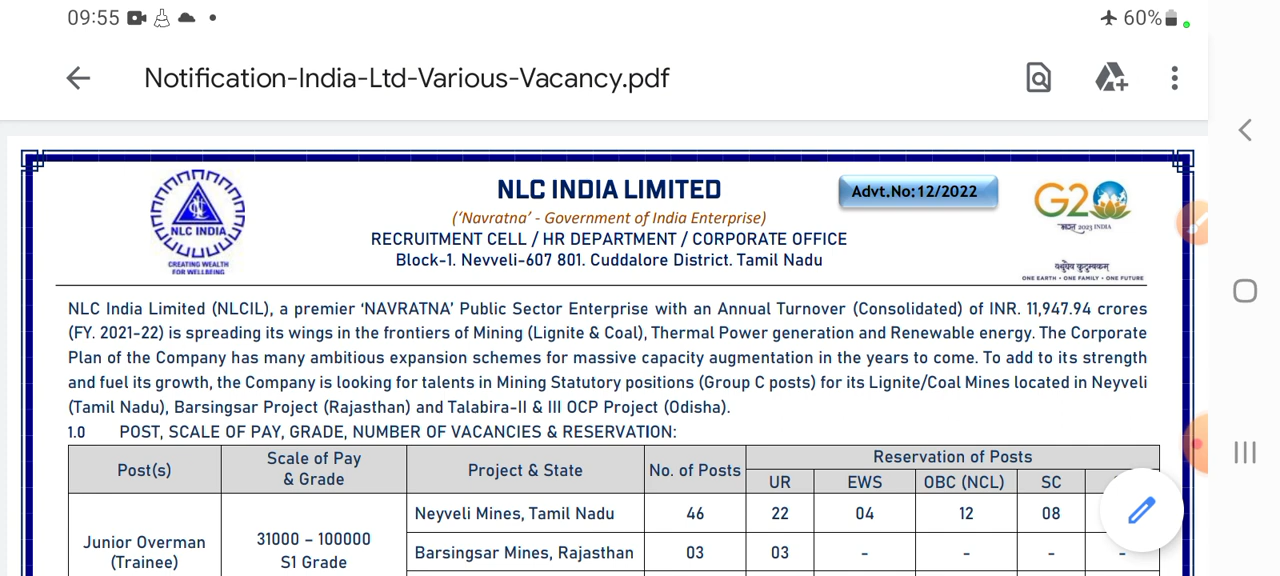 09:55
60%
Notification-India-Ltd-Various-Vacancy.pdf
NLC INDIA
CREATING WEALTH
FOR WELLBEING
NLC INDIA LIMITED
Advt.No:12/2022
('Navratna' - Government of India Enterprise)
RECRUITMENT CELL / HR DEPARTMENT / CORPORATE OFFICE
Block-1. Neyveli-607 801. Cuddalore District. Tamil Nadu
G20
भारत 2023 INDIA
वसुधैव कुटुम्बकम्
ONE EARTH • ONE FAMILY • ONE FUTURE
NLC India Limited (NLCIL), a premier 'NAVRATNA' Public Sector Enterprise with an Annual Turnover (Consolidated) of INR. 11,947.94 crores
(FY. 2021-22) is spreading its wings in the frontiers of Mining (Lignite & Coal), Thermal Power generation and Renewable energy. The Corporate
Plan of the Company has many ambitious expansion schemes for massive capacity augmentation in the years to come. To add to its strength
and fuel its growth, the Company is looking for talents in Mining Statutory positions (Group C posts) for its Lignite/Coal Mines located in Neyveli
(Tamil Nadu), Barsingsar Project (Rajasthan) and Talabira-II & III OCP Project (Odisha).
1.0 POST, SCALE OF PAY, GRADE, NUMBER OF VACANCIES & RESERVATION:
Post(s) Scale of Pay & Grade Project & State No. of Posts Reservation of Posts
UR EWS OBC (NCL) SC
Junior Overman (Trainee) 31000 – 100000 S1 Grade
Neyveli Mines, Tamil Nadu 46 22 04 12 08
Barsingsar Mines, Rajasthan 03 03 - - - -